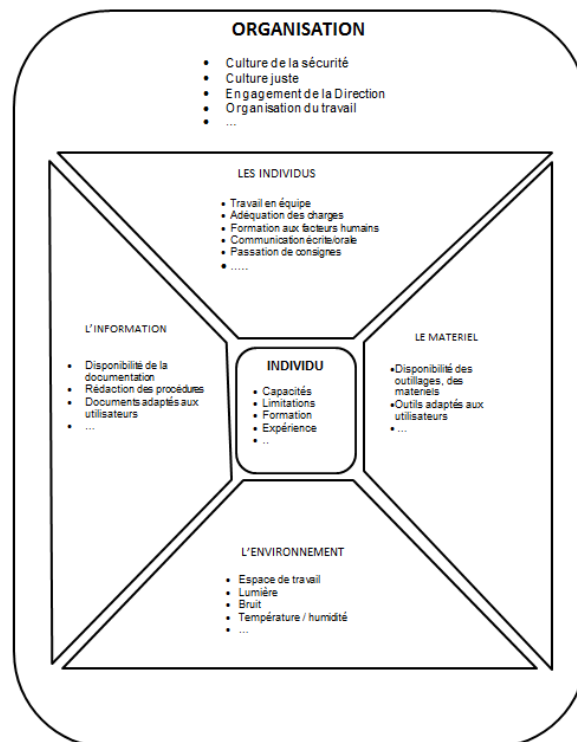 ORGANISATION
• Culture de la sécurité
• Culture juste
• Engagement de la Direction
• Organisation du travail
• ...
LES INDIVIDUS
• Travail en équipe
• Adéquation des charges
• Formation aux facteurs humains
• Communication écrite/orale
• Passation de consignes
• .....
L'INFORMATION
• Disponibilité de la
documentation
• Rédaction des procédures
• Documents adaptés aux
utilisateurs
• ...
INDIVIDU
• Capacités
• Limitations
• Formation
• Expérience
• ..
LE MATERIEL
•Disponibilité des
outillages, des
materiels
•Outils adaptés aux
utilisateurs
• ...
L'ENVIRONNEMENT
• Espace de travail
• Lumière
• Bruit
• Température / humidité
• ...